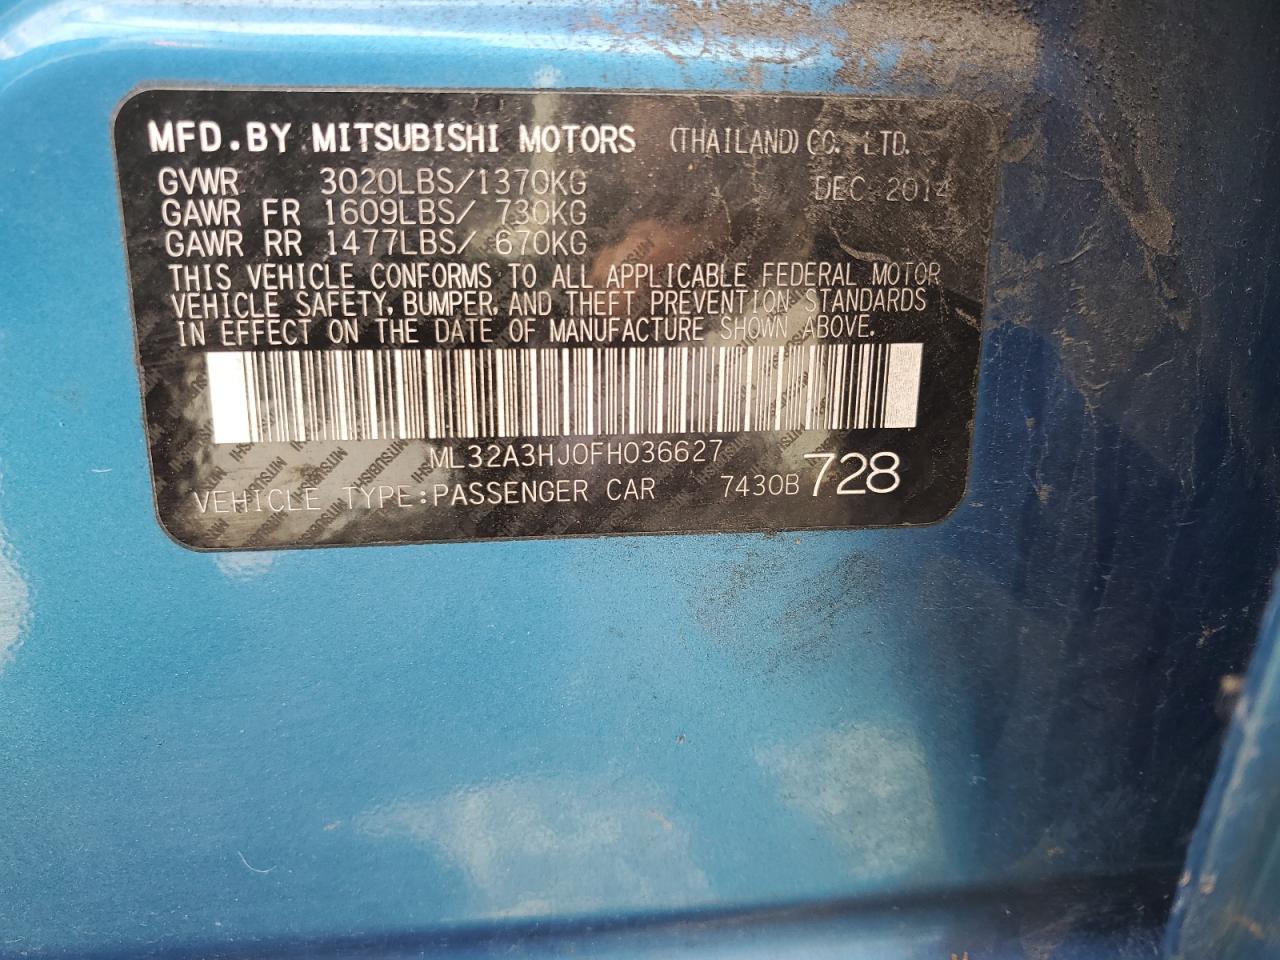 MFD.BY MITSUBISHI MOTORS (THAILAND) CO. LTD.
GVWR 3020LBS/1370KG DEC 2014
GAWR FR 1609LBS/ 730KG
GAWR RR 1477LBS/ 670KG
THIS VEHICLE CONFORMS TO ALL APPLICABLE FEDERAL MOTOR
VEHICLE SAFETY, BUMPER, AND THEFT PREVENTION STANDARDS
IN EFFECT ON THE DATE OF MANUFACTURE SHOWN ABOVE.
ML32A3HJ0FH036627
VEHICLE TYPE:PASSENGER CAR 7430B 728